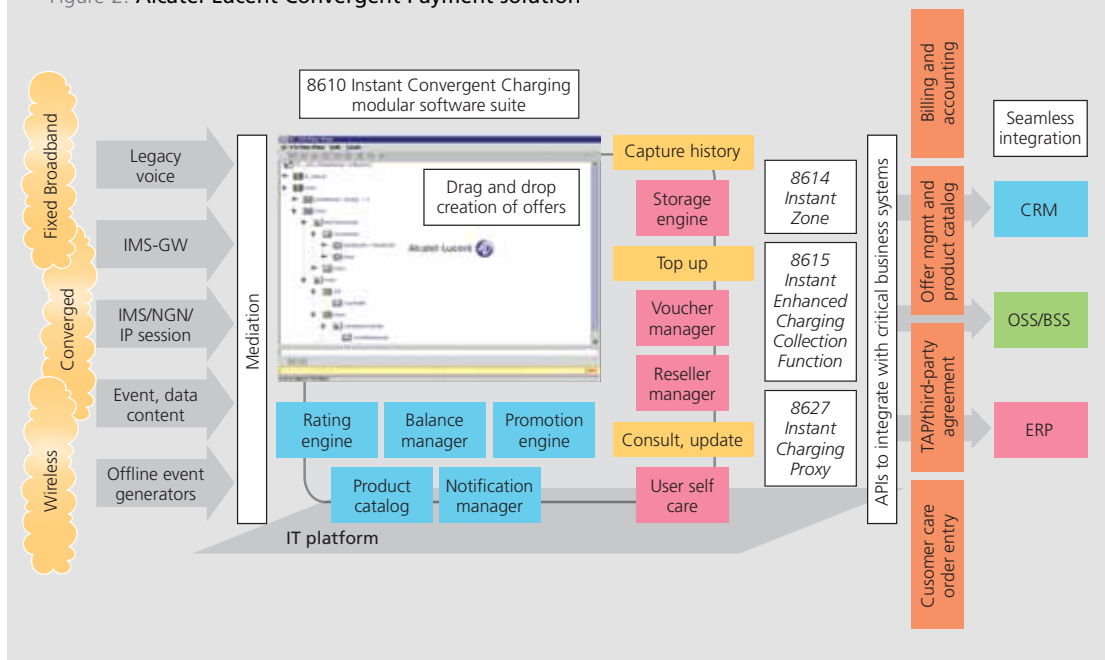 Figure 2. Alcatel-Lucent Convergent Payment solution
Fixed Broadband
Converged
Wireless
Legacy
voice
IMS-GW
IMS/NGN/
IP session
Event, data
content
Offline event
generators
Mediation
8610 Instant Convergent Charging
modular software suite
Drag and drop
creation of offers
Alcatel-Lucent
Rating
engine
Balance
manager
Promotion
engine
Product
catalog
Notification
manager
IT platform
Capture history
Storage
engine
Top up
Voucher
manager
Reseller
manager
Consult, update
User self
care
8614
Instant
Zone
8615
Instant
Enhanced
Charging
Collection
Function
8627
Instant
Charging
Proxy
APIs to integrate with critical business systems
Billing and
accounting
Offer mgmt and
product catalog
TAP/third-party
agreement
Cusomer care
order entry
Seamless
integration
CRM
OSS/BSS
ERP